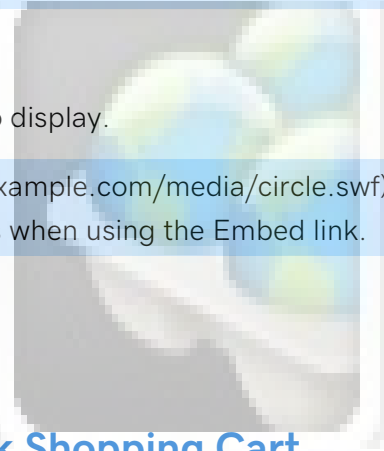 display.
xample.com/media/circle.swf)
when using the Embed link.
Shopping Cart